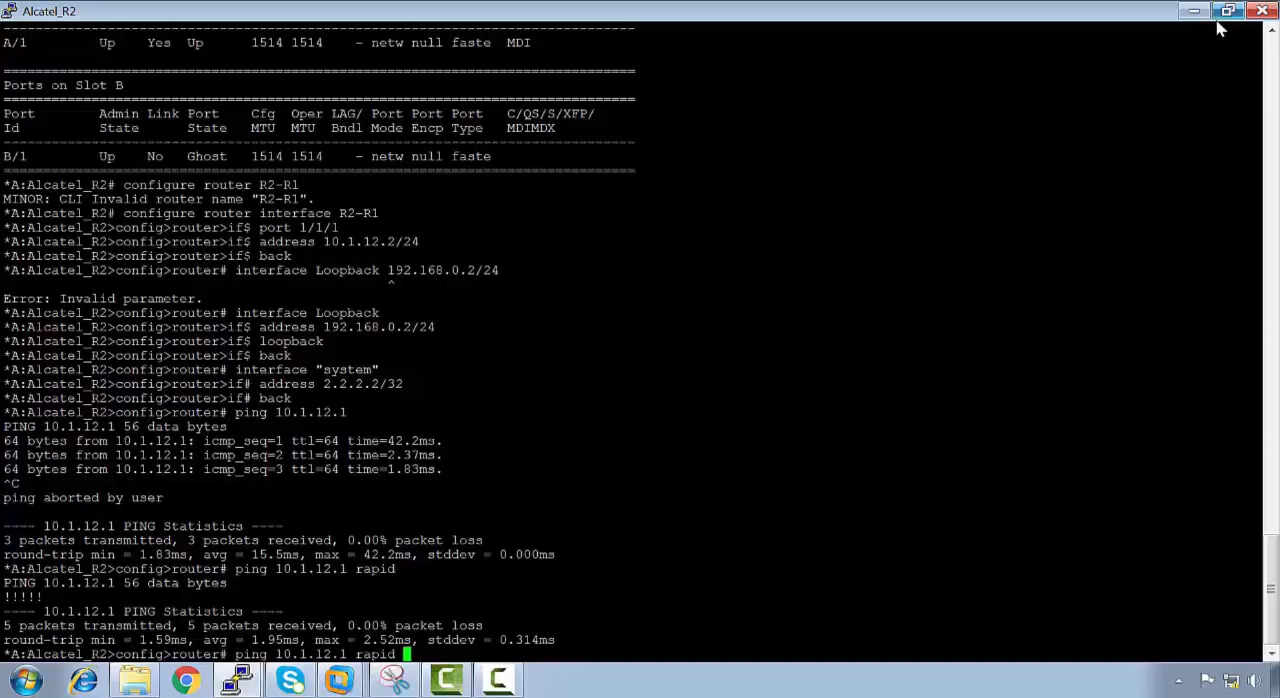 Alcatel_R2
A/1 Up Yes Up 1514 1514 - netw null faste MDI
===============================================================================
Ports on Slot B
===============================================================================
Port Admin Link Port Cfg Oper LAG/ Port Port Port C/QS/S/XFP/
Id State State MTU MTU Bndl Mode Encp Type MDIMDX
-------------------------------------------------------------------------------
B/1 Up No Ghost 1514 1514 - netw null faste
===============================================================================
*A:Alcatel_R2# configure router R2-R1
MINOR: CLI Invalid router name "R2-R1".
*A:Alcatel_R2# configure router interface R2-R1
*A:Alcatel_R2>config>router>if$ port 1/1/1
*A:Alcatel_R2>config>router>if$ address 10.1.12.2/24
*A:Alcatel_R2>config>router>if$ back
*A:Alcatel_R2>config>router# interface Loopback 192.168.0.2/24
^
Error: Invalid parameter.
*A:Alcatel_R2>config>router# interface Loopback
*A:Alcatel_R2>config>router>if$ address 192.168.0.2/24
*A:Alcatel_R2>config>router>if$ loopback
*A:Alcatel_R2>config>router>if$ back
*A:Alcatel_R2>config>router# interface "system"
*A:Alcatel_R2>config>router>if# address 2.2.2.2/32
*A:Alcatel_R2>config>router>if# back
*A:Alcatel_R2>config>router# ping 10.1.12.1
PING 10.1.12.1 56 data bytes
64 bytes from 10.1.12.1: icmp_seq=1 ttl=64 time=42.2ms.
64 bytes from 10.1.12.1: icmp_seq=2 ttl=64 time=2.37ms.
64 bytes from 10.1.12.1: icmp_seq=3 ttl=64 time=1.83ms.
^C
ping aborted by user
---- 10.1.12.1 PING Statistics ----
3 packets transmitted, 3 packets received, 0.00% packet loss
round-trip min = 1.83ms, avg = 15.5ms, max = 42.2ms, stddev = 0.000ms
*A:Alcatel_R2>config>router# ping 10.1.12.1 rapid
PING 10.1.12.1 56 data bytes
!!!!!
---- 10.1.12.1 PING Statistics ----
5 packets transmitted, 5 packets received, 0.00% packet loss
round-trip min = 1.59ms, avg = 1.95ms, max = 2.52ms, stddev = 0.314ms
*A:Alcatel_R2>config>router# ping 10.1.12.1 rapid